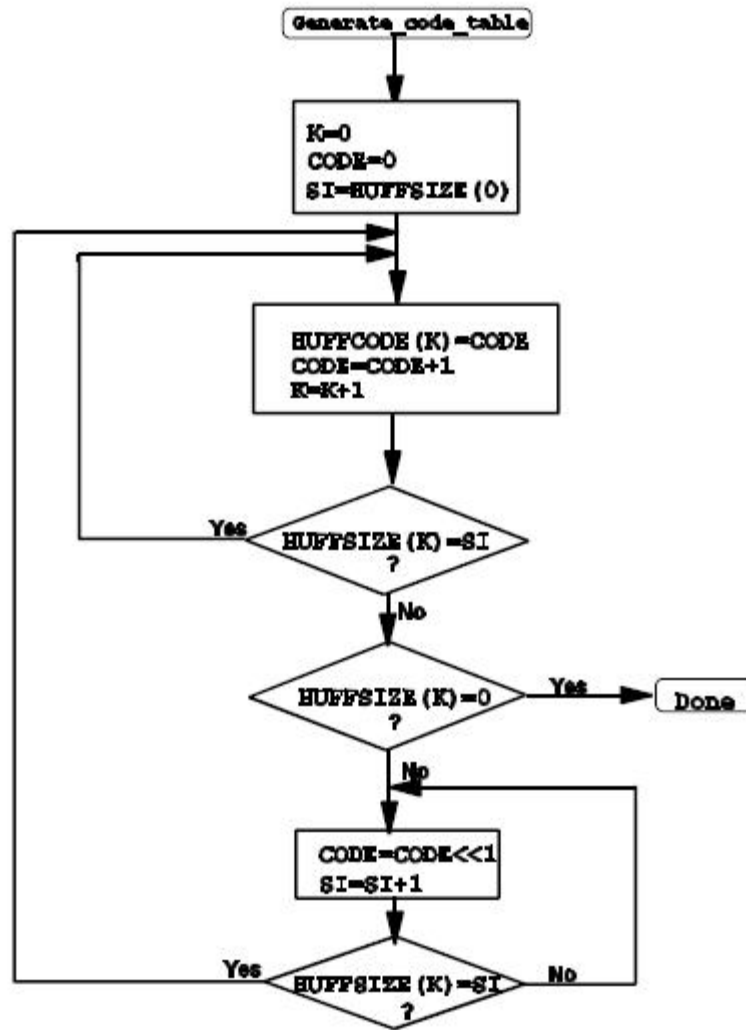 Generate_code_table
K=0
CODE=0
SI=HUFFSIZE(0)
HUFFCODE(K)=CODE
CODE=CODE+1
K=K+1
Yes
HUFFSIZE(K)=SI
?
No
HUFFSIZE(K)=0
?
Yes
Done
No
CODE=CODE<<1
SI=SI+1
Yes
HUFFSIZE(K)=SI
?
No